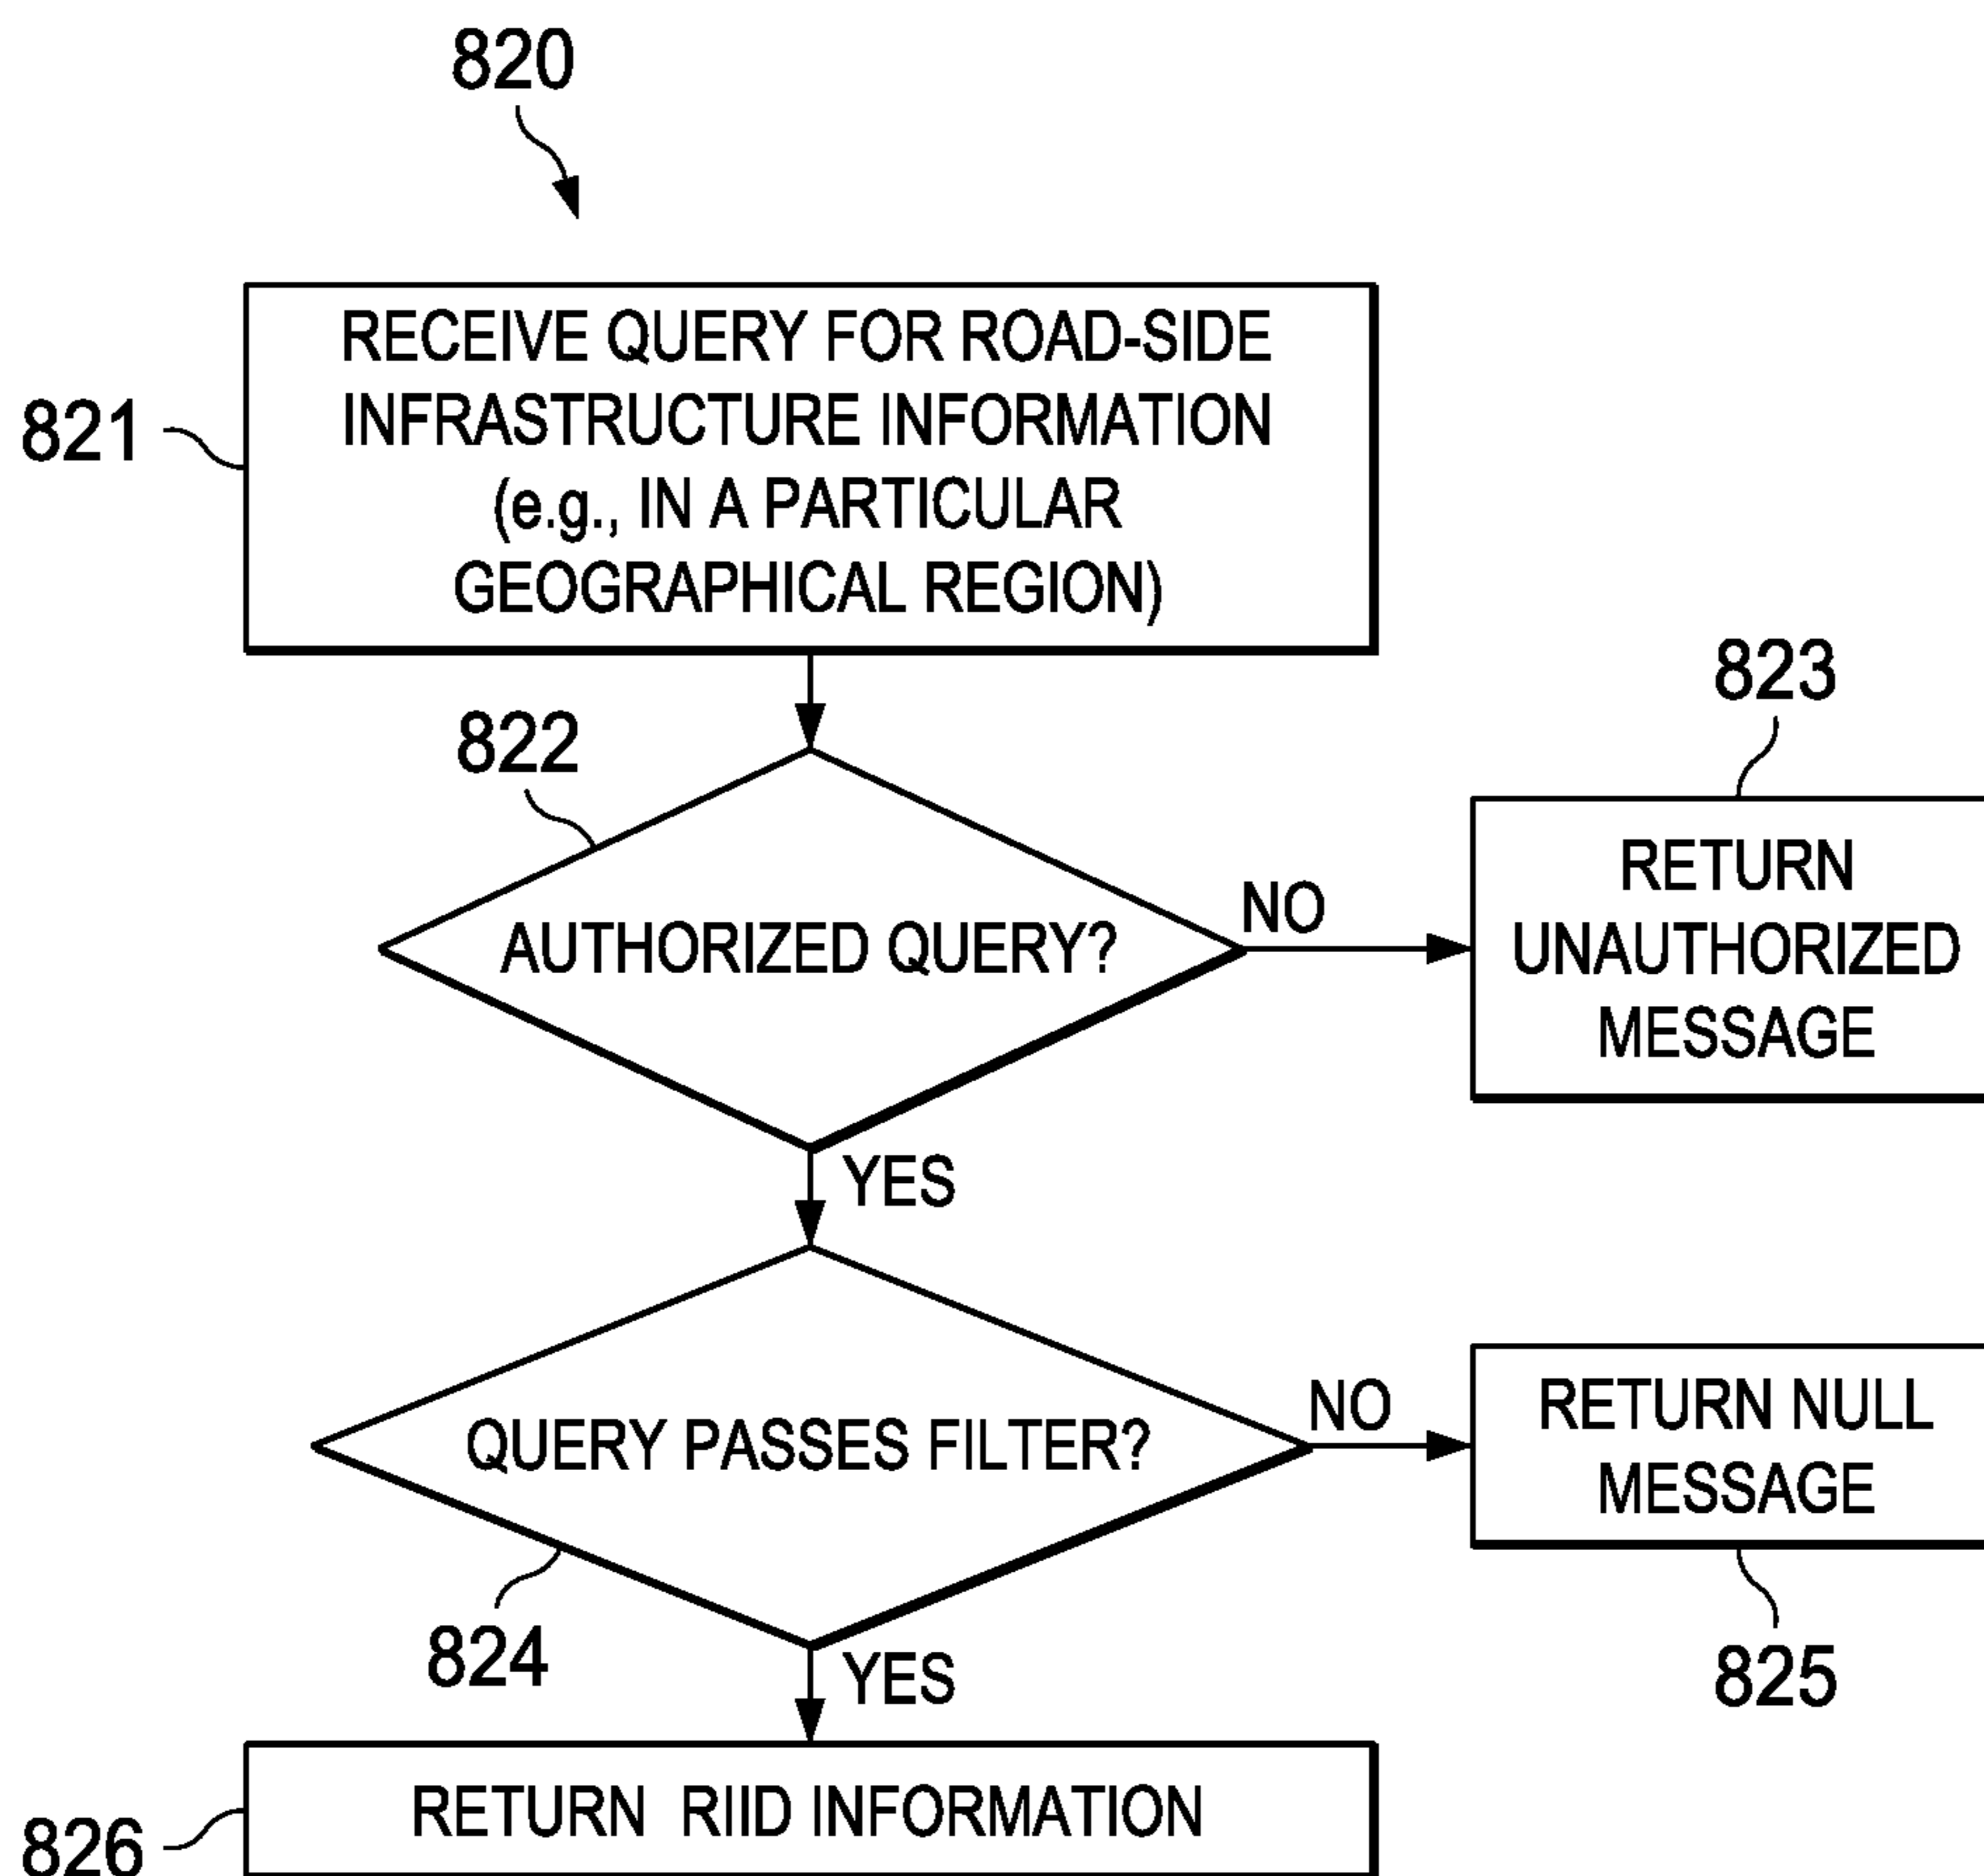 820
RECEIVE QUERY FOR ROAD-SIDE
INFRASTRUCTURE INFORMATION
(e.g., IN A PARTICULAR
GEOGRAPHICAL REGION)
821
822
AUTHORIZED QUERY?
NO
823
RETURN
UNAUTHORIZED
MESSAGE
YES
QUERY PASSES FILTER?
824
NO
RETURN NULL
MESSAGE
825
YES
RETURN RIID INFORMATION
826